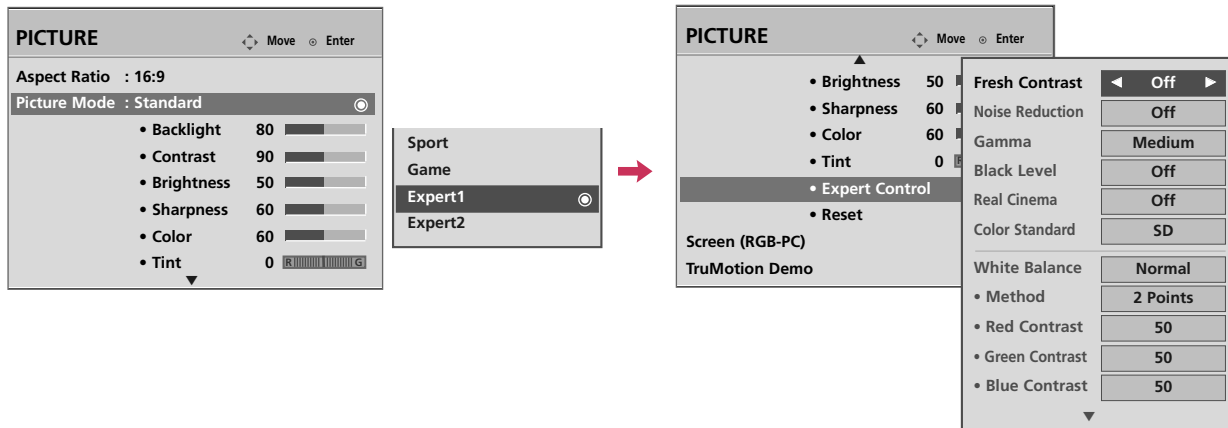 PICTURE
Move Enter
Aspect Ratio : 16:9
Picture Mode : Standard
• Backlight 80
• Contrast 90
• Brightness 50
• Sharpness 60
• Color 60
• Tint 0 R G
Sport
Game
Expert1
Expert2
PICTURE
Move Enter
• Brightness 50
• Sharpness 60
• Color 60
• Tint 0
• Expert Control
• Reset
Screen (RGB-PC)
TruMotion Demo
Fresh Contrast ◀ Off ▶
Noise Reduction Off
Gamma Medium
Black Level Off
Real Cinema Off
Color Standard SD
White Balance Normal
• Method 2 Points
• Red Contrast 50
• Green Contrast 50
• Blue Contrast 50